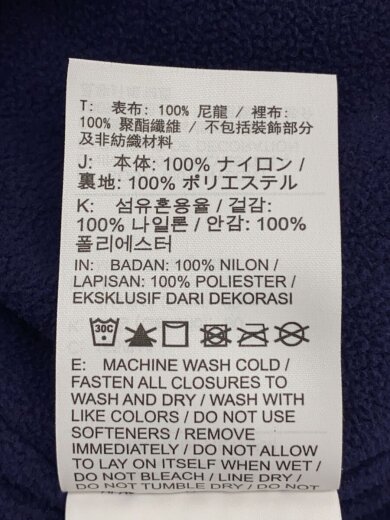 T: 表布: 100% 尼龍 / 裡布:
100% 聚酯纖維 / 不包括裝飾部分
及非紡織材料
J: 本体: 100% ナイロン /
裏地: 100% ポリエステル
K: 섬유혼용율 / 겉감:
100% 나일론 / 안감: 100%
폴리에스터
IN: BADAN: 100% NILON /
LAPISAN: 100% POLIESTER /
EKSKLUSIF DARI DEKORASI
30C
E: MACHINE WASH COLD /
FASTEN ALL CLOSURES TO
WASH AND DRY / WASH WITH
LIKE COLORS / DO NOT USE
SOFTENERS / REMOVE
IMMEDIATELY / DO NOT ALLOW
TO LAY ON ITSELF WHEN WET /
DO NOT BLEACH / LINE DRY /
DO NOT TUMBLE DRY / DO NOT